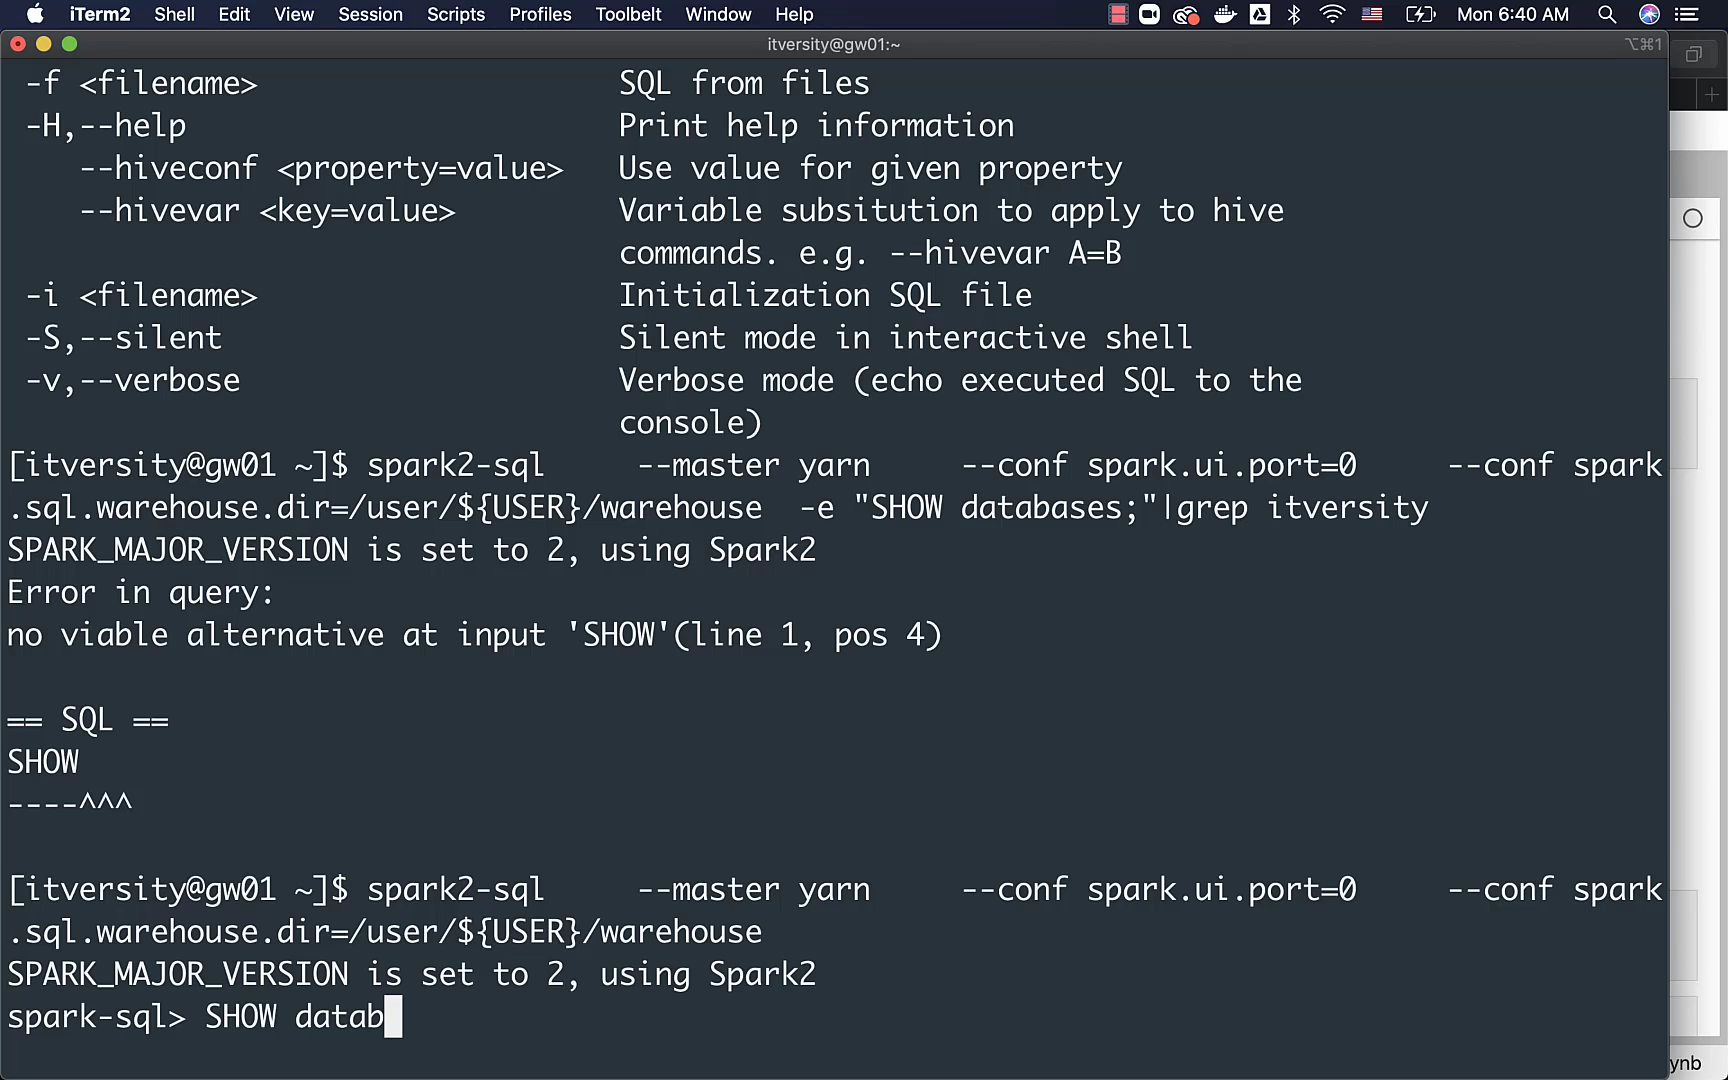 iTerm2 Shell Edit View Session Scripts Profiles Toolbelt Window Help Mon 6:40 AM
itversity@gw01:~ ⌥⌘1
-f <filename> SQL from files
-H,--help Print help information
--hiveconf <property=value> Use value for given property
--hivevar <key=value> Variable subsitution to apply to hive
commands. e.g. --hivevar A=B
-i <filename> Initialization SQL file
-S,--silent Silent mode in interactive shell
-v,--verbose Verbose mode (echo executed SQL to the
console)
[itversity@gw01 ~]$ spark2-sql --master yarn --conf spark.ui.port=0 --conf spark
.sql.warehouse.dir=/user/${USER}/warehouse -e "SHOW databases;"|grep itversity
SPARK_MAJOR_VERSION is set to 2, using Spark2
Error in query:
no viable alternative at input 'SHOW'(line 1, pos 4)
== SQL ==
SHOW
----^^^
[itversity@gw01 ~]$ spark2-sql --master yarn --conf spark.ui.port=0 --conf spark
.sql.warehouse.dir=/user/${USER}/warehouse
SPARK_MAJOR_VERSION is set to 2, using Spark2
spark-sql> SHOW datab
ynb